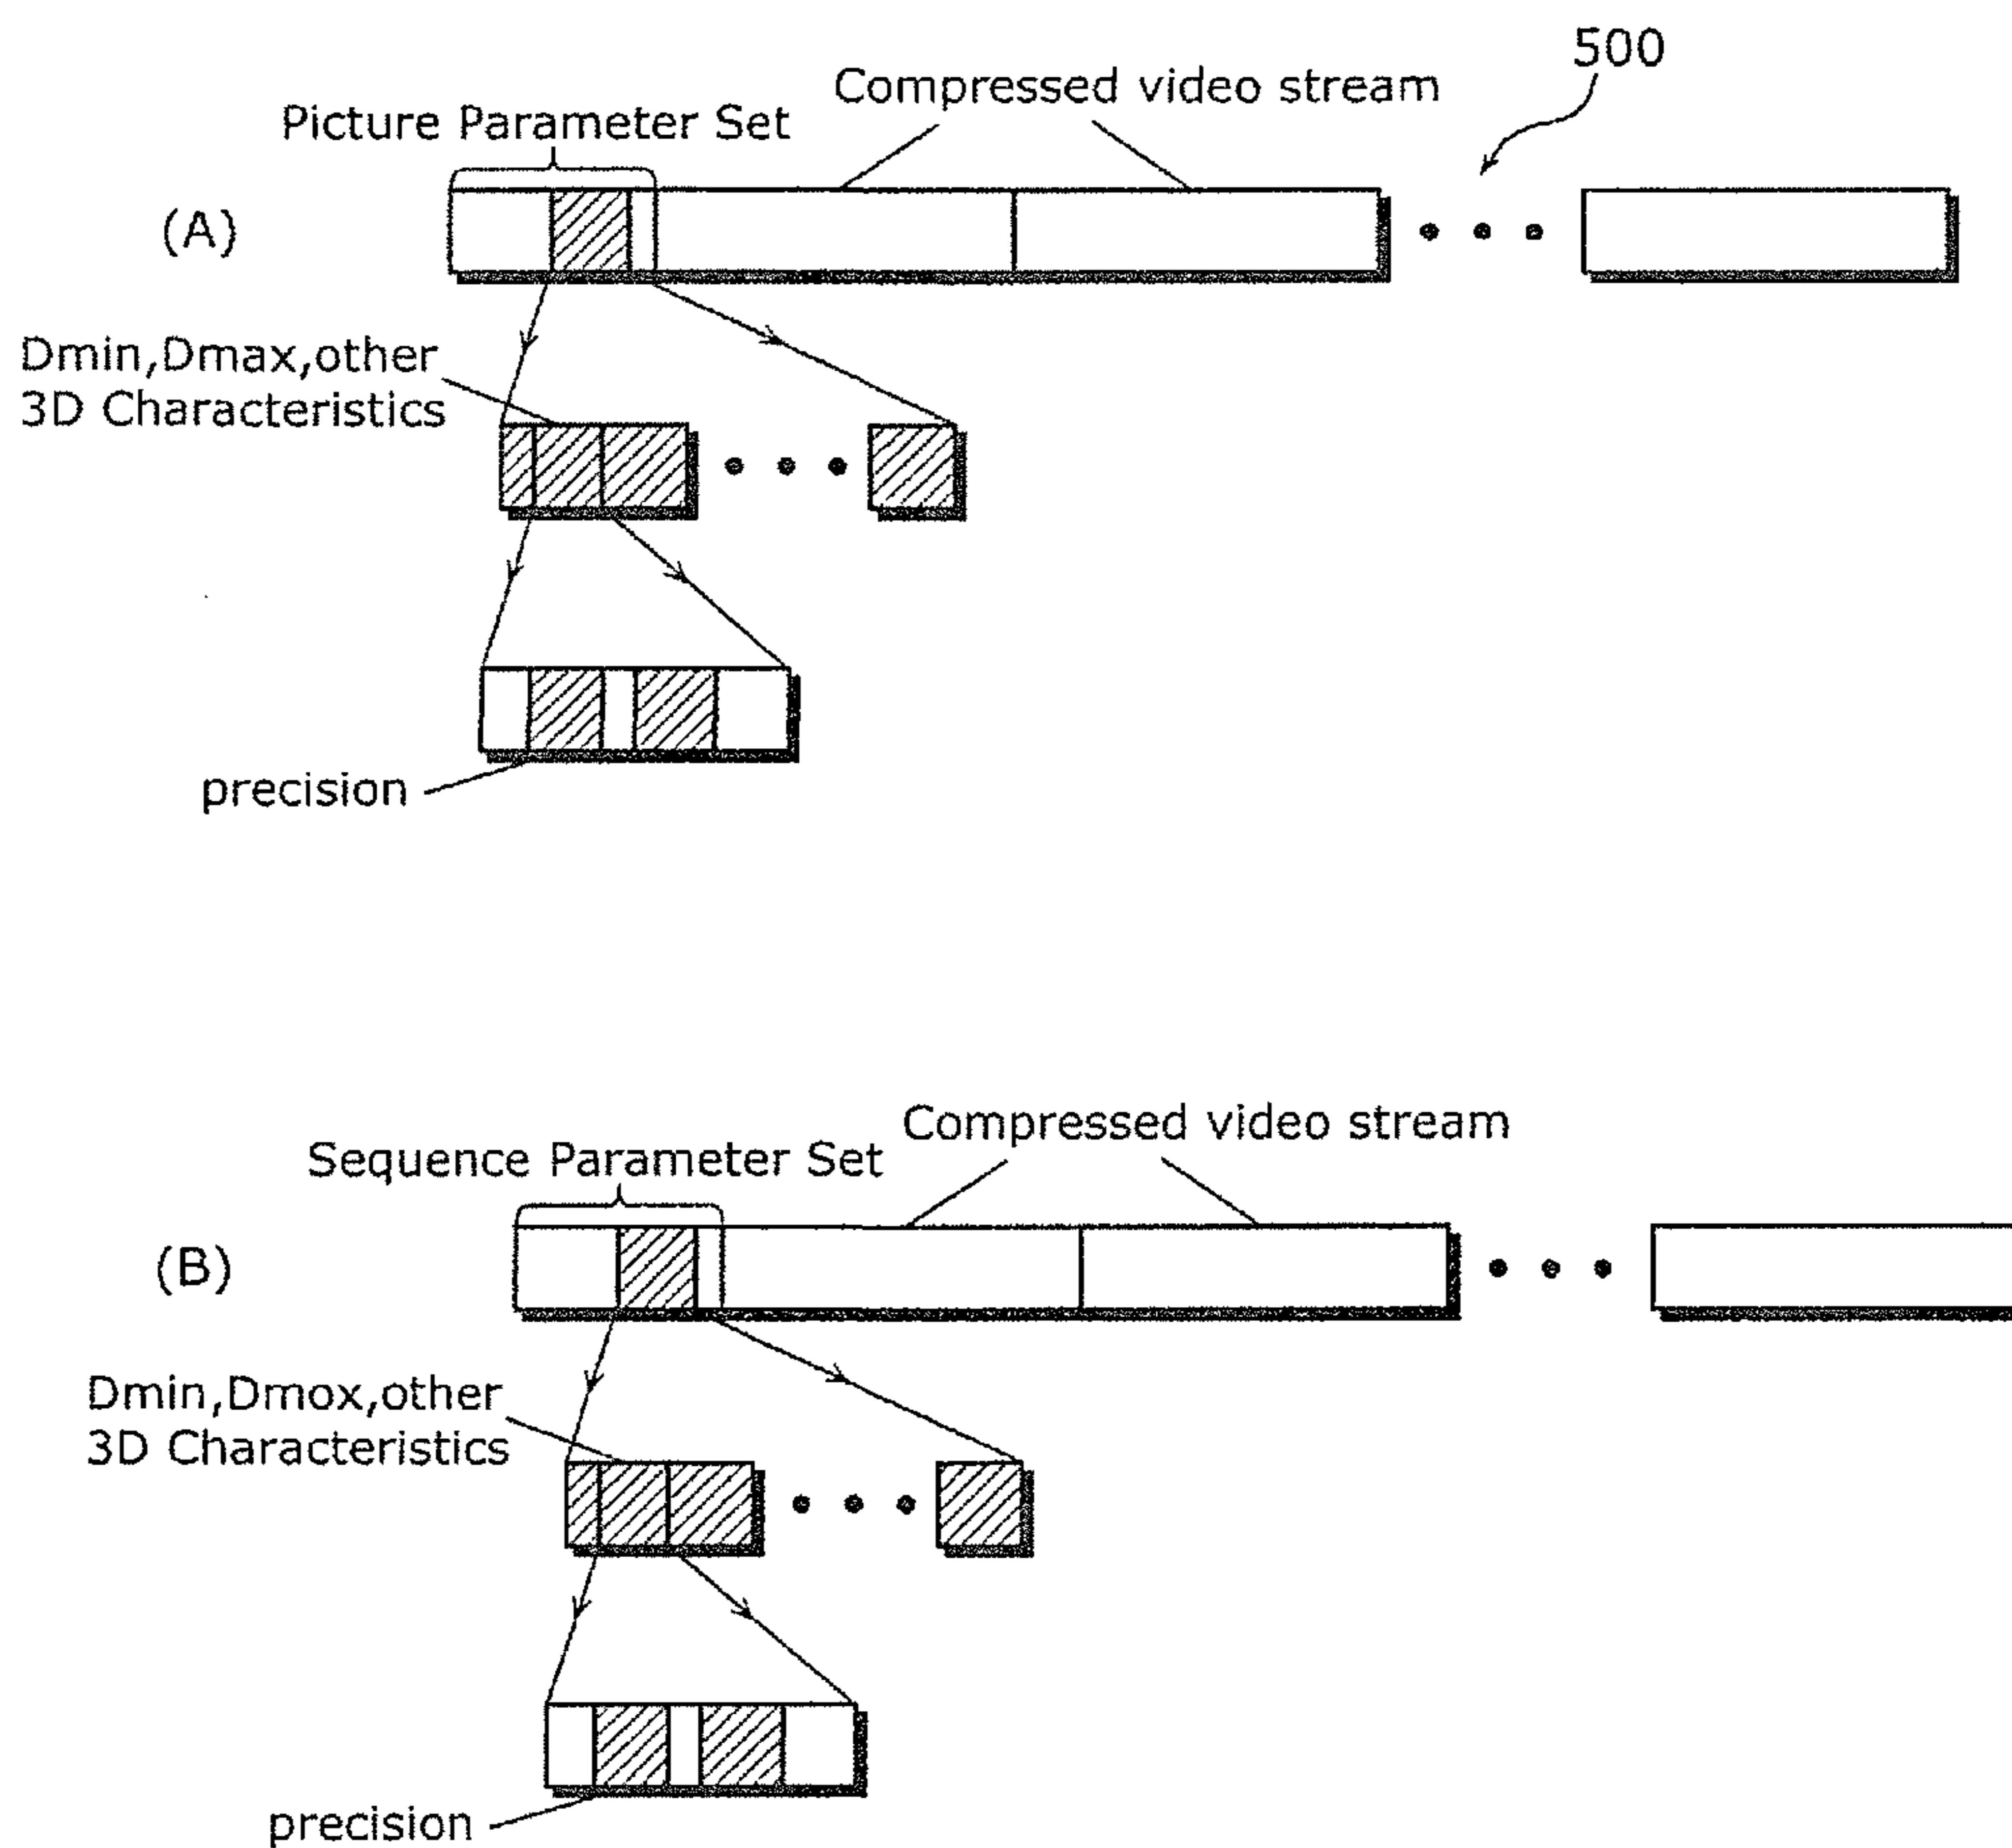 500
Compressed video stream
Picture Parameter Set
(A)
Dmin,Dmax,other
3D Characteristics
precision
Compressed video stream
Sequence Parameter Set
(B)
Dmin,Dmox,other
3D Characteristics
precision